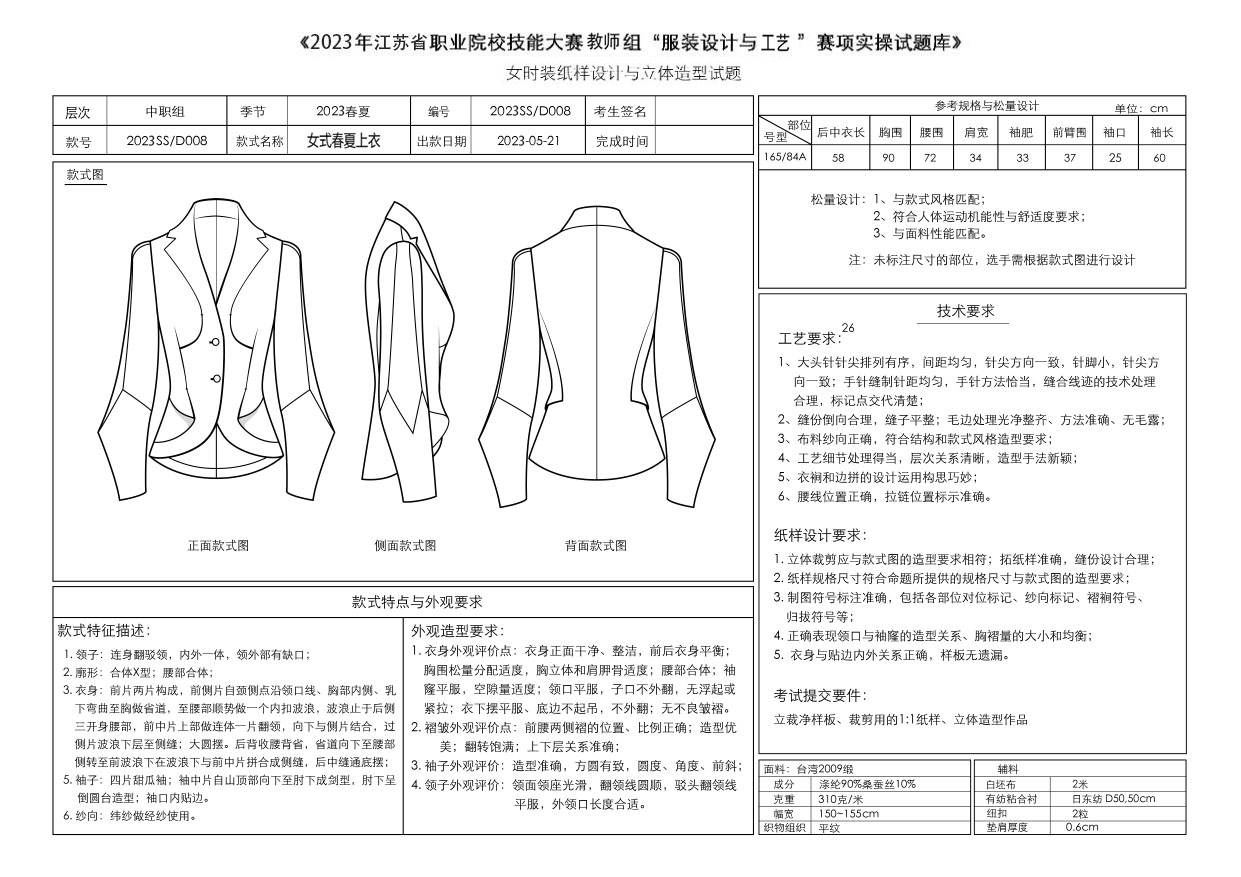 《2023年江苏省职业院校技能大赛教师组“服装设计与工艺”赛项实操试题库》
女时装纸样设计与立体造型试题
层次 中职组 季节 2023春夏 编号 2023SS/D008 考生签名
款号 2023SS/D008 款式名称 女式春夏上衣 出款日期 2023-05-21 完成时间
款式图
正面款式图 侧面款式图 背面款式图
款式特点与外观要求
款式特征描述：
1. 领子：连身翻驳领，内外一体，领外部有缺口；
2. 廓形：合体X型；腰部合体；
3. 衣身：前片两片构成，前侧片自颈侧点沿领口线、胸部内侧、乳
下弯曲至胸做省道，至腰部顺势做一个内扣波浪，波浪止于后侧
三开身腰部，前中片上部做连体一片翻领，向下与侧片结合，过
侧片波浪下层至侧缝；大圆摆。后背收腰背省，省道向下至腰部
侧转至前波浪下在波浪下与前中片拼合成侧缝，后中缝通底摆；
5. 袖子：四片甜瓜袖；袖中片自山顶部向下至肘下成剑型，肘下呈
倒圆台造型；袖口内贴边。
6. 纱向：纬纱做经纱使用。
外观造型要求：
1. 衣身外观评价点：衣身正面干净、整洁，前后衣身平衡；
胸围松量分配适度，胸立体和肩胛骨适度；腰部合体；袖
窿平服，空隙量适度；领口平服，子口不外翻，无浮起或
紧拉；衣下摆平服、底边不起吊，不外翻；无不良皱褶。
2. 褶皱外观评价点：前腰两侧褶的位置、比例正确；造型优
美；翻转饱满；上下层关系准确；
3. 袖子外观评价：造型准确，方圆有致，圆度、角度、前斜；
4. 领子外观评价：领面领座光滑，翻领线圆顺，驳头翻领线
平服，外领口长度合适。
参考规格与松量设计 单位：cm
部位 号型 后中衣长 胸围 腰围 肩宽 袖肥 前臂围 袖口 袖长
165/84A 58 90 72 34 33 37 25 60
松量设计：1、与款式风格匹配；
2、符合人体运动机能性与舒适度要求；
3、与面料性能匹配。
注：未标注尺寸的部位，选手需根据款式图进行设计
技术要求
工艺要求：26
1、大头针针尖排列有序，间距均匀，针尖方向一致，针脚小，针尖方
向一致；手针缝制针距均匀，手针方法恰当，缝合线迹的技术处理
合理，标记点交代清楚；
2、缝份倒向合理，缝子平整；毛边处理光净整齐、方法准确、无毛露；
3、布料纱向正确，符合结构和款式风格造型要求；
4、工艺细节处理得当，层次关系清晰，造型手法新颖；
5、衣裥和边拼的设计运用构思巧妙；
6、腰线位置正确，拉链位置标示准确。
纸样设计要求：
1. 立体裁剪应与款式图的造型要求相符；拓纸样准确，缝份设计合理；
2. 纸样规格尺寸符合命题所提供的规格尺寸与款式图的造型要求；
3. 制图符号标注准确，包括各部位对位标记、纱向标记、褶裥符号、
归拔符号等；
4. 正确表现领口与袖窿的造型关系、胸褶量的大小和均衡；
5. 衣身与贴边内外关系正确，样板无遗漏。
考试提交要件：
立裁净样板、裁剪用的1:1纸样、立体造型作品
面料：台湾2009缎
成分 涤纶90%桑蚕丝10%
克重 310克/米
幅宽 150~155cm
织物组织 平纹
辅料
白坯布 2米
有纺粘合衬 日东纺 D50,50cm
纽扣 2粒
垫肩厚度 0.6cm